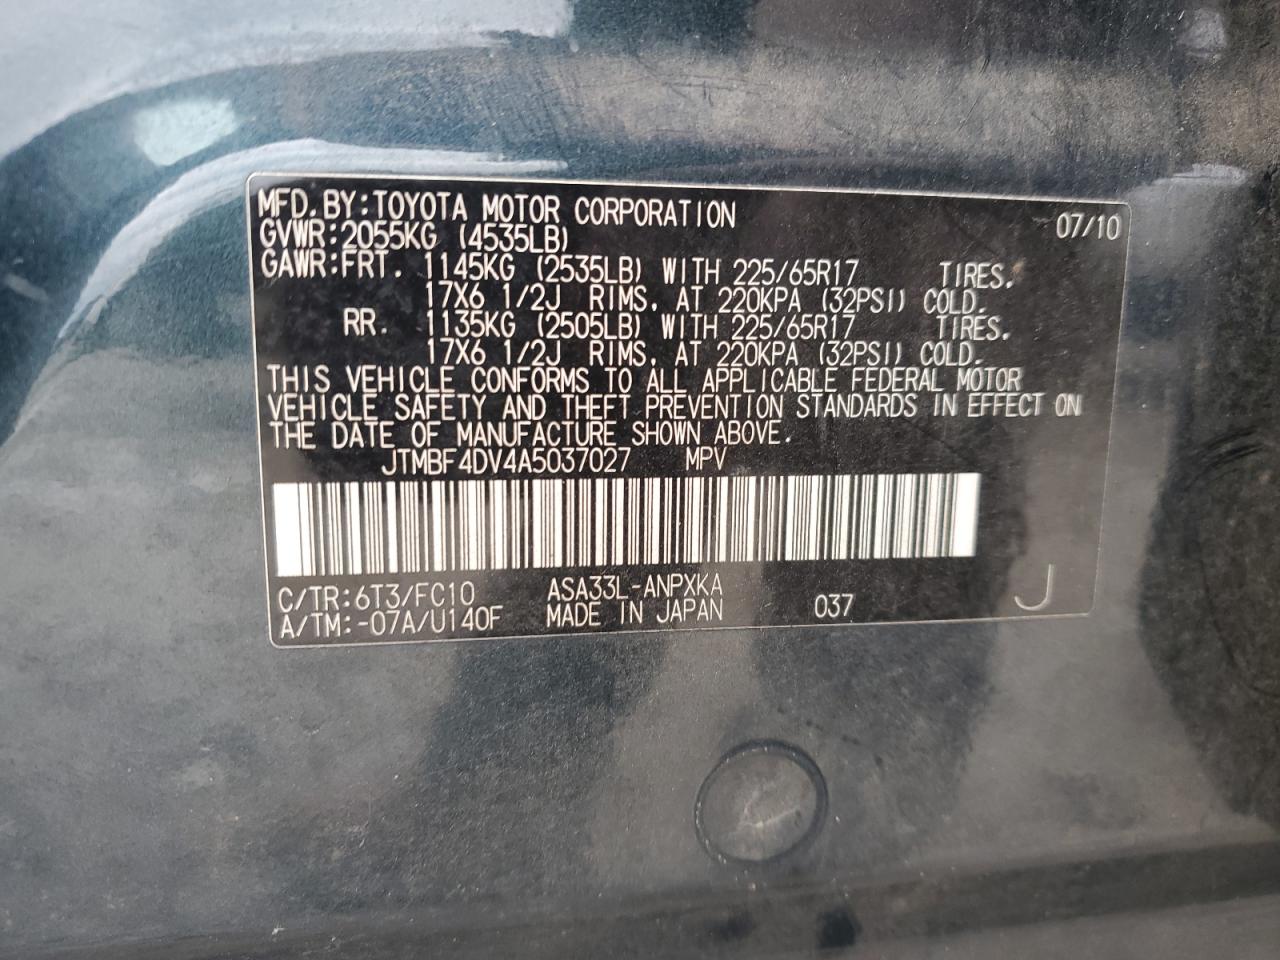 MFD. BY: TOYOTA MOTOR CORPORATION 07/10
GVWR: 2055KG (4535LB)
GAWR: FRT. 1145KG (2535LB) WITH 225/65R17 TIRES.
17X6 1/2J RIMS, AT 220KPA (32PSI) COLD.
RR. 1135KG (2505LB) WITH 225/65R17 TIRES.
17X6 1/2J RIMS, AT 220KPA (32PSI) COLD.
THIS VEHICLE CONFORMS TO ALL APPLICABLE FEDERAL MOTOR
VEHICLE SAFETY AND THEFT PREVENTION STANDARDS IN EFFECT ON
THE DATE OF MANUFACTURE SHOWN ABOVE.
JTMBF4DV4A5037027 MPV
C/TR: 6T3/FC10 ASA33L-ANPXKA
A/TM: -07A/U140F MADE IN JAPAN 037 J